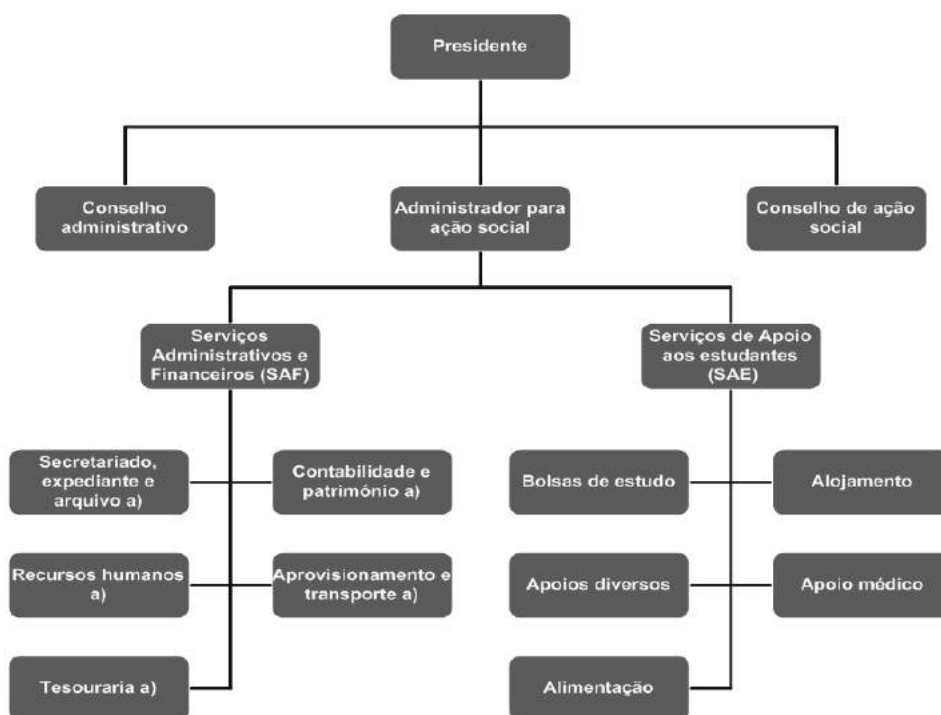 Presidente
Conselho
administrativo
Administrador para
ação social
Conselho de ação
social
Serviços
Administrativos e
Financeiros (SAF)
Serviços de Apoio
aos estudantes
(SAE)
Secretariado,
expediante e
arquivo a)
Contabilidade e
património a)
Bolsas de estudo
Alojamento
Recursos humanos
a)
Aprovisionamento e
transporte a)
Apoios diversos
Apoio médico
Tesouraria a)
Alimentação